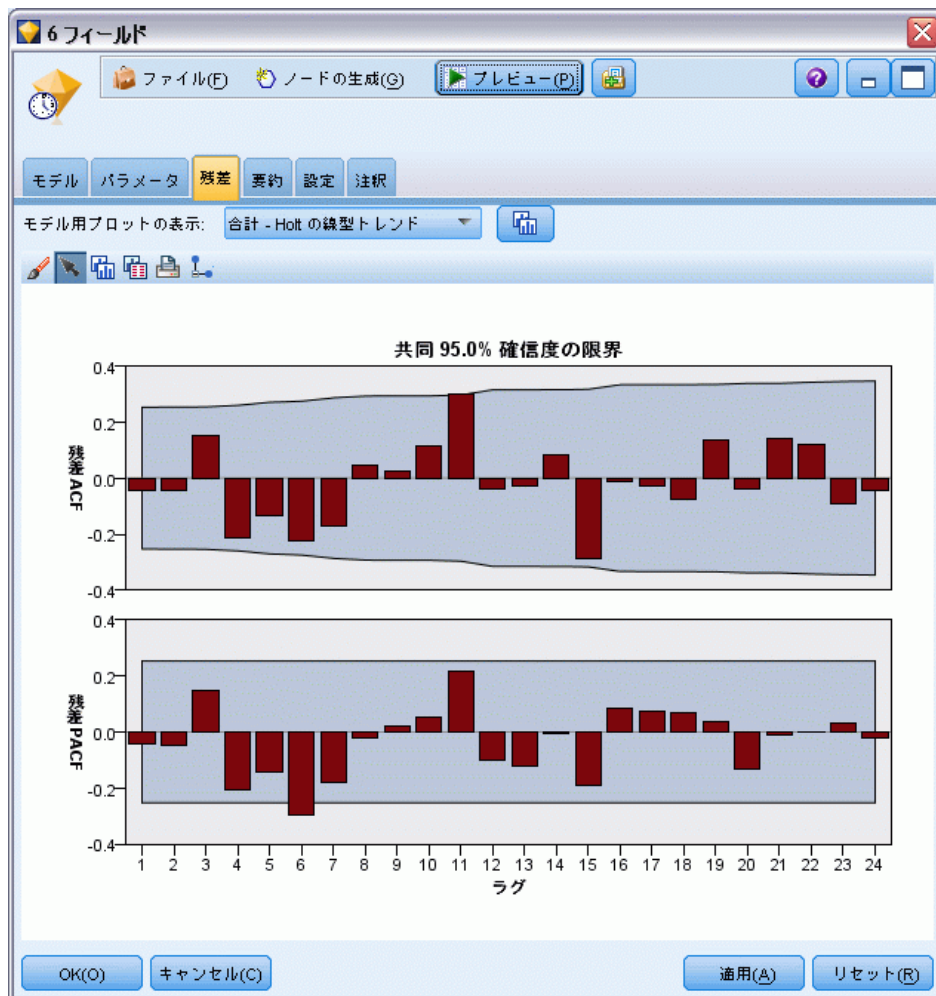 6 フィールド
ファイル(F) ノードの生成(G) プレビュー(P)
モデル パラメータ 残差 要約 設定 注釈
モデル用プロットの表示: 合計 - Holt の線型トレンド
共同 95.0% 確信度の限界
0.4
0.2
0.0
-0.2
-0.4
残差 ACF
0.4
0.2
0.0
-0.2
-0.4
残差 PACF
1 2 3 4 5 6 7 8 9 10 11 12 13 14 15 16 17 18 19 20 21 22 23 24
ラグ
OK(O) キャンセル(C) 適用(A) リセット(R)